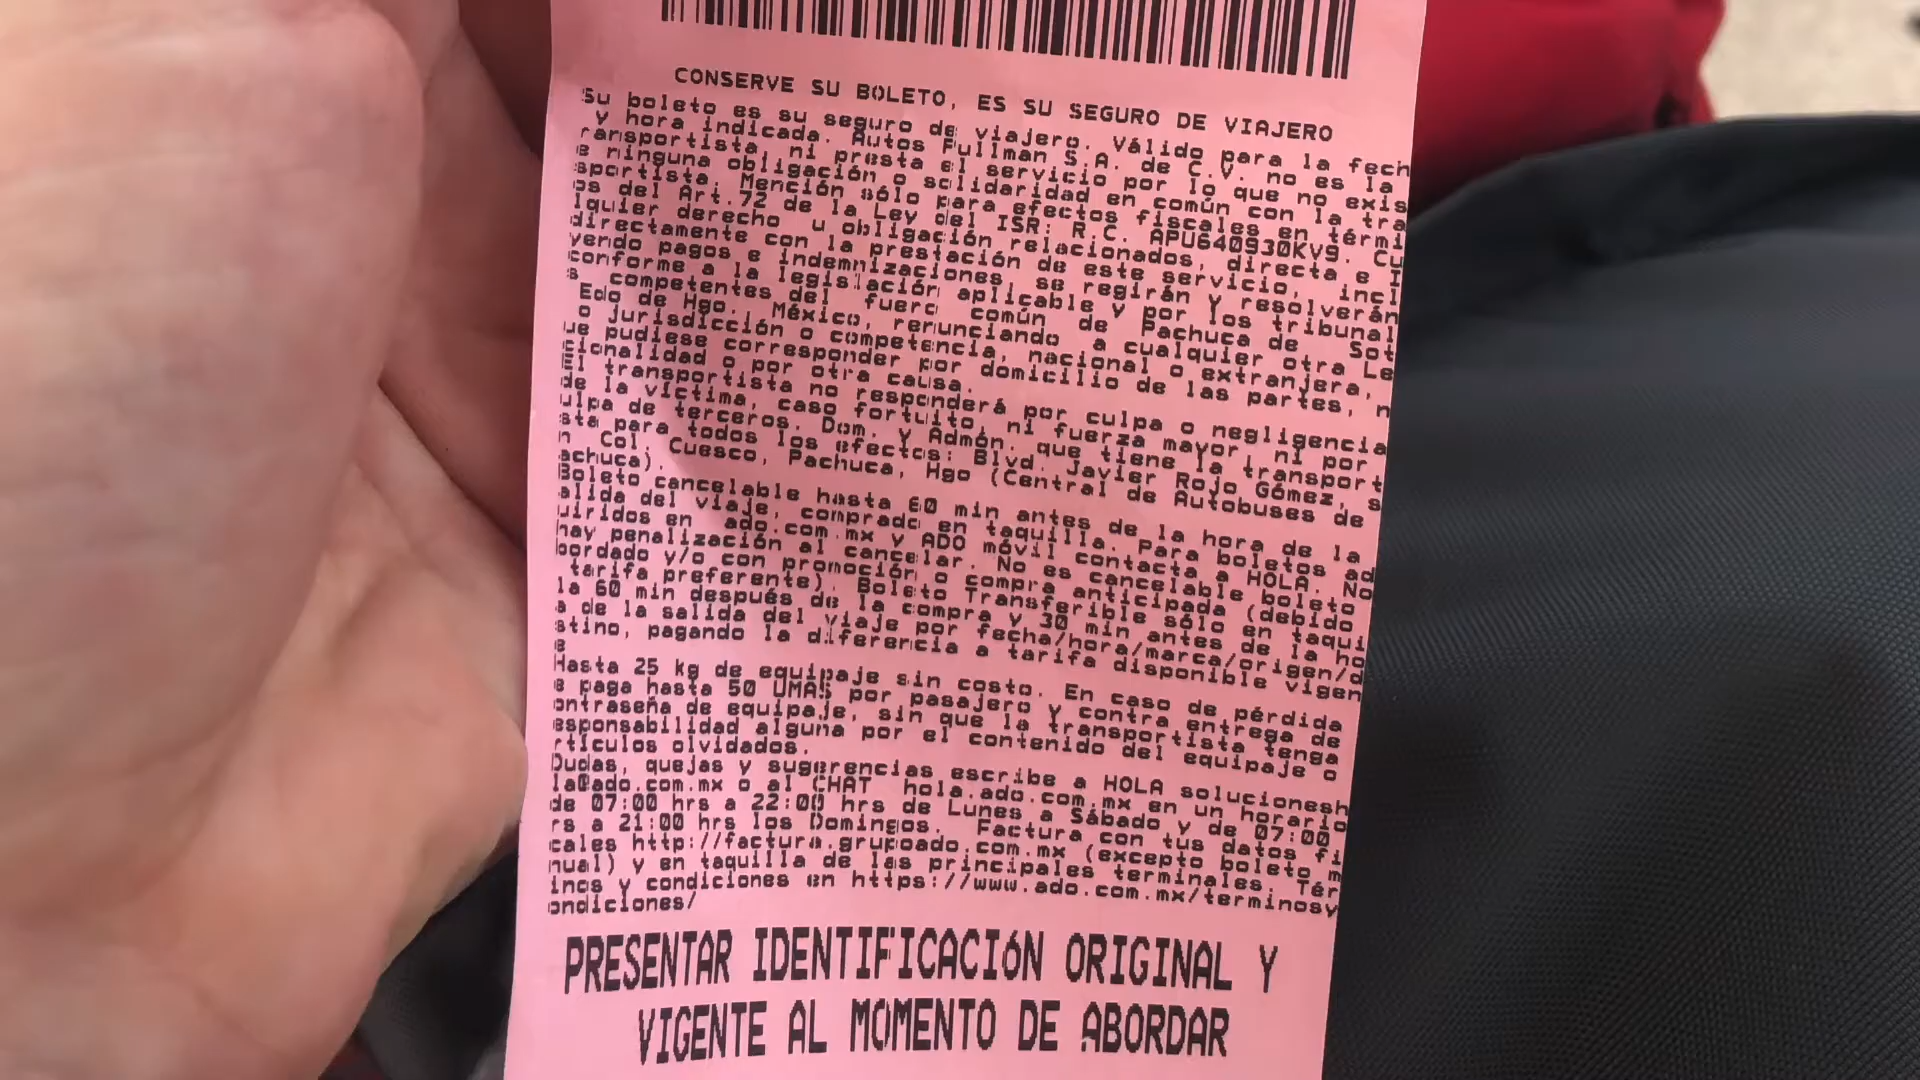 CONSERVE SU BOLETO, ES SU SEGURO DE VIAJERO
Su boleto es su seguro de viajero. Válido para la fech
y hora indicada. Autos Pullman S.A. de C.V. no es la
ransportista, ni presta el servicio por lo que no exis
e ninguna obligación o solidaridad en común con la tra
sportista. Mención sólo para efectos fiscales en térmi
os del Art.72 de la Ley del ISR: R.C. APU640930KV9. Cu
lquier derecho u obligación relacionados, directa e I
directamente con la prestación de este servicio, incl
yendo pagos e indemnizaciones, se regirán Y resolverán
conforme a la legislación aplicable y por los tribunal
s competentes del fuero común de Pachuca de Sot
Edo de Hgo. México, renunciando a cualquier otra Le
o jurisdicción o competencia, nacional o extranjera,
ue pudiese corresponder por domicilio de las partes, n
cionalidad o por otra causa.
El transportista no responderá por culpa o negligencia
de la víctima, caso fortuito, ni fuerza mayor ni por
ulpa de terceros. Dom. Y Admón. que tiene la transport
sta para todos los efectos: Blvd. Javier Rojo Gómez, s
n Col. Cuesco, Pachuca, Hgo (Central de Autobuses de
achuca).
Boleto cancelable hasta 60 min antes de la hora de la
alida del viaje, comprado en taquilla. Para boletos ad
uiridos en ado.com.mx y ADO móvil contacta a HOLA. No
hay penalización al cancelar. No es cancelable boleto
bordado y/o con promoción o compra anticipada (debido
tarifa preferente). Boleto Transferible sólo en taqui
la 60 min después de la compra y 30 min antes de la ho
a de la salida del viaje por fecha/hora/marca/origen/d
stino, pagando la diferencia a tarifa disponible vigen
e
Hasta 25 kg de equipaje sin costo. En caso de pérdida
e paga hasta 50 UMAS por pasajero Y contra entrega de
ontraseña de equipaje, sin que la transportista tenga
esponsabilidad alguna por el contenido del equipaje o
rtículos olvidados.
Dudas, quejas y sugerencias escribe a HOLA solucionesh
la@ado.com.mx o al CHAT hola.ado.com.mx en un horario
de 07:00 hrs a 22:00 hrs de Lunes a Sábado y de 07:00
rs a 21:00 hrs los Domingos. Factura con tus datos fi
cales http://factura.grupoado.com.mx (excepto boleto m
nual) y en taquilla de las principales terminales. Tér
inos Y condiciones en https://www.ado.com.mx/terminosy
ondiciones/
PRESENTAR IDENTIFICACIóN ORIGINAL Y
VIGENTE AL MOMENTO DE ABORDAR